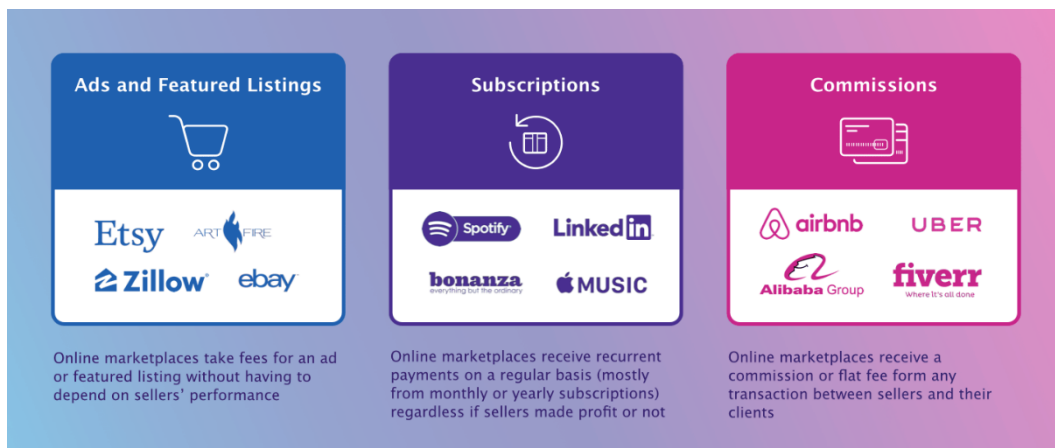 Ads and Featured Listings
Etsy
ART FIRE
Zillow
ebay
Online marketplaces take fees for an ad
or featured listing without having to
depend on sellers’ performance
Subscriptions
Spotify
Linked in
bonanza
everything but the ordinary
MUSIC
Online marketplaces receive recurrent
payments on a regular basis (mostly
from monthly or yearly subscriptions)
regardless if sellers made profit or not
Commissions
airbnb
UBER
Alibaba Group
fiverr
Where it's all done
Online marketplaces receive a
commission or flat fee form any
transaction between sellers and their
clients